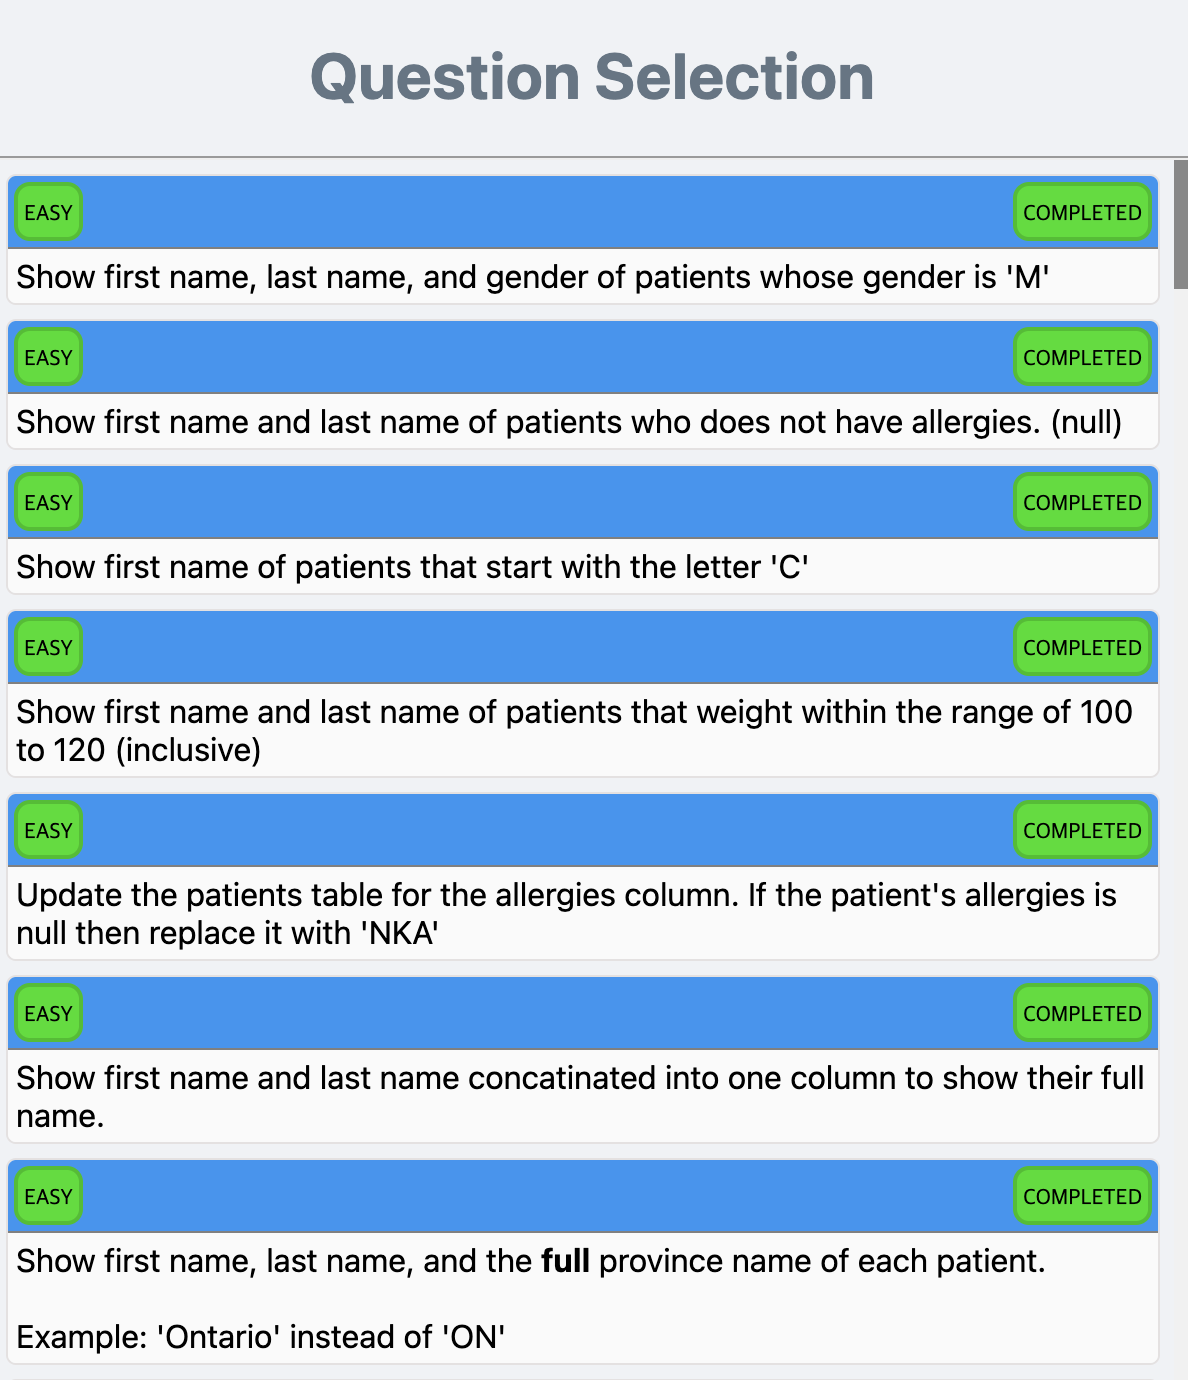 Question Selection
EASY COMPLETED
Show first name, last name, and gender of patients whose gender is 'M'
EASY COMPLETED
Show first name and last name of patients who does not have allergies. (null)
EASY COMPLETED
Show first name of patients that start with the letter 'C'
EASY COMPLETED
Show first name and last name of patients that weight within the range of 100
to 120 (inclusive)
EASY COMPLETED
Update the patients table for the allergies column. If the patient's allergies is
null then replace it with 'NKA'
EASY COMPLETED
Show first name and last name concatinated into one column to show their full
name.
EASY COMPLETED
Show first name, last name, and the full province name of each patient.
Example: 'Ontario' instead of 'ON'